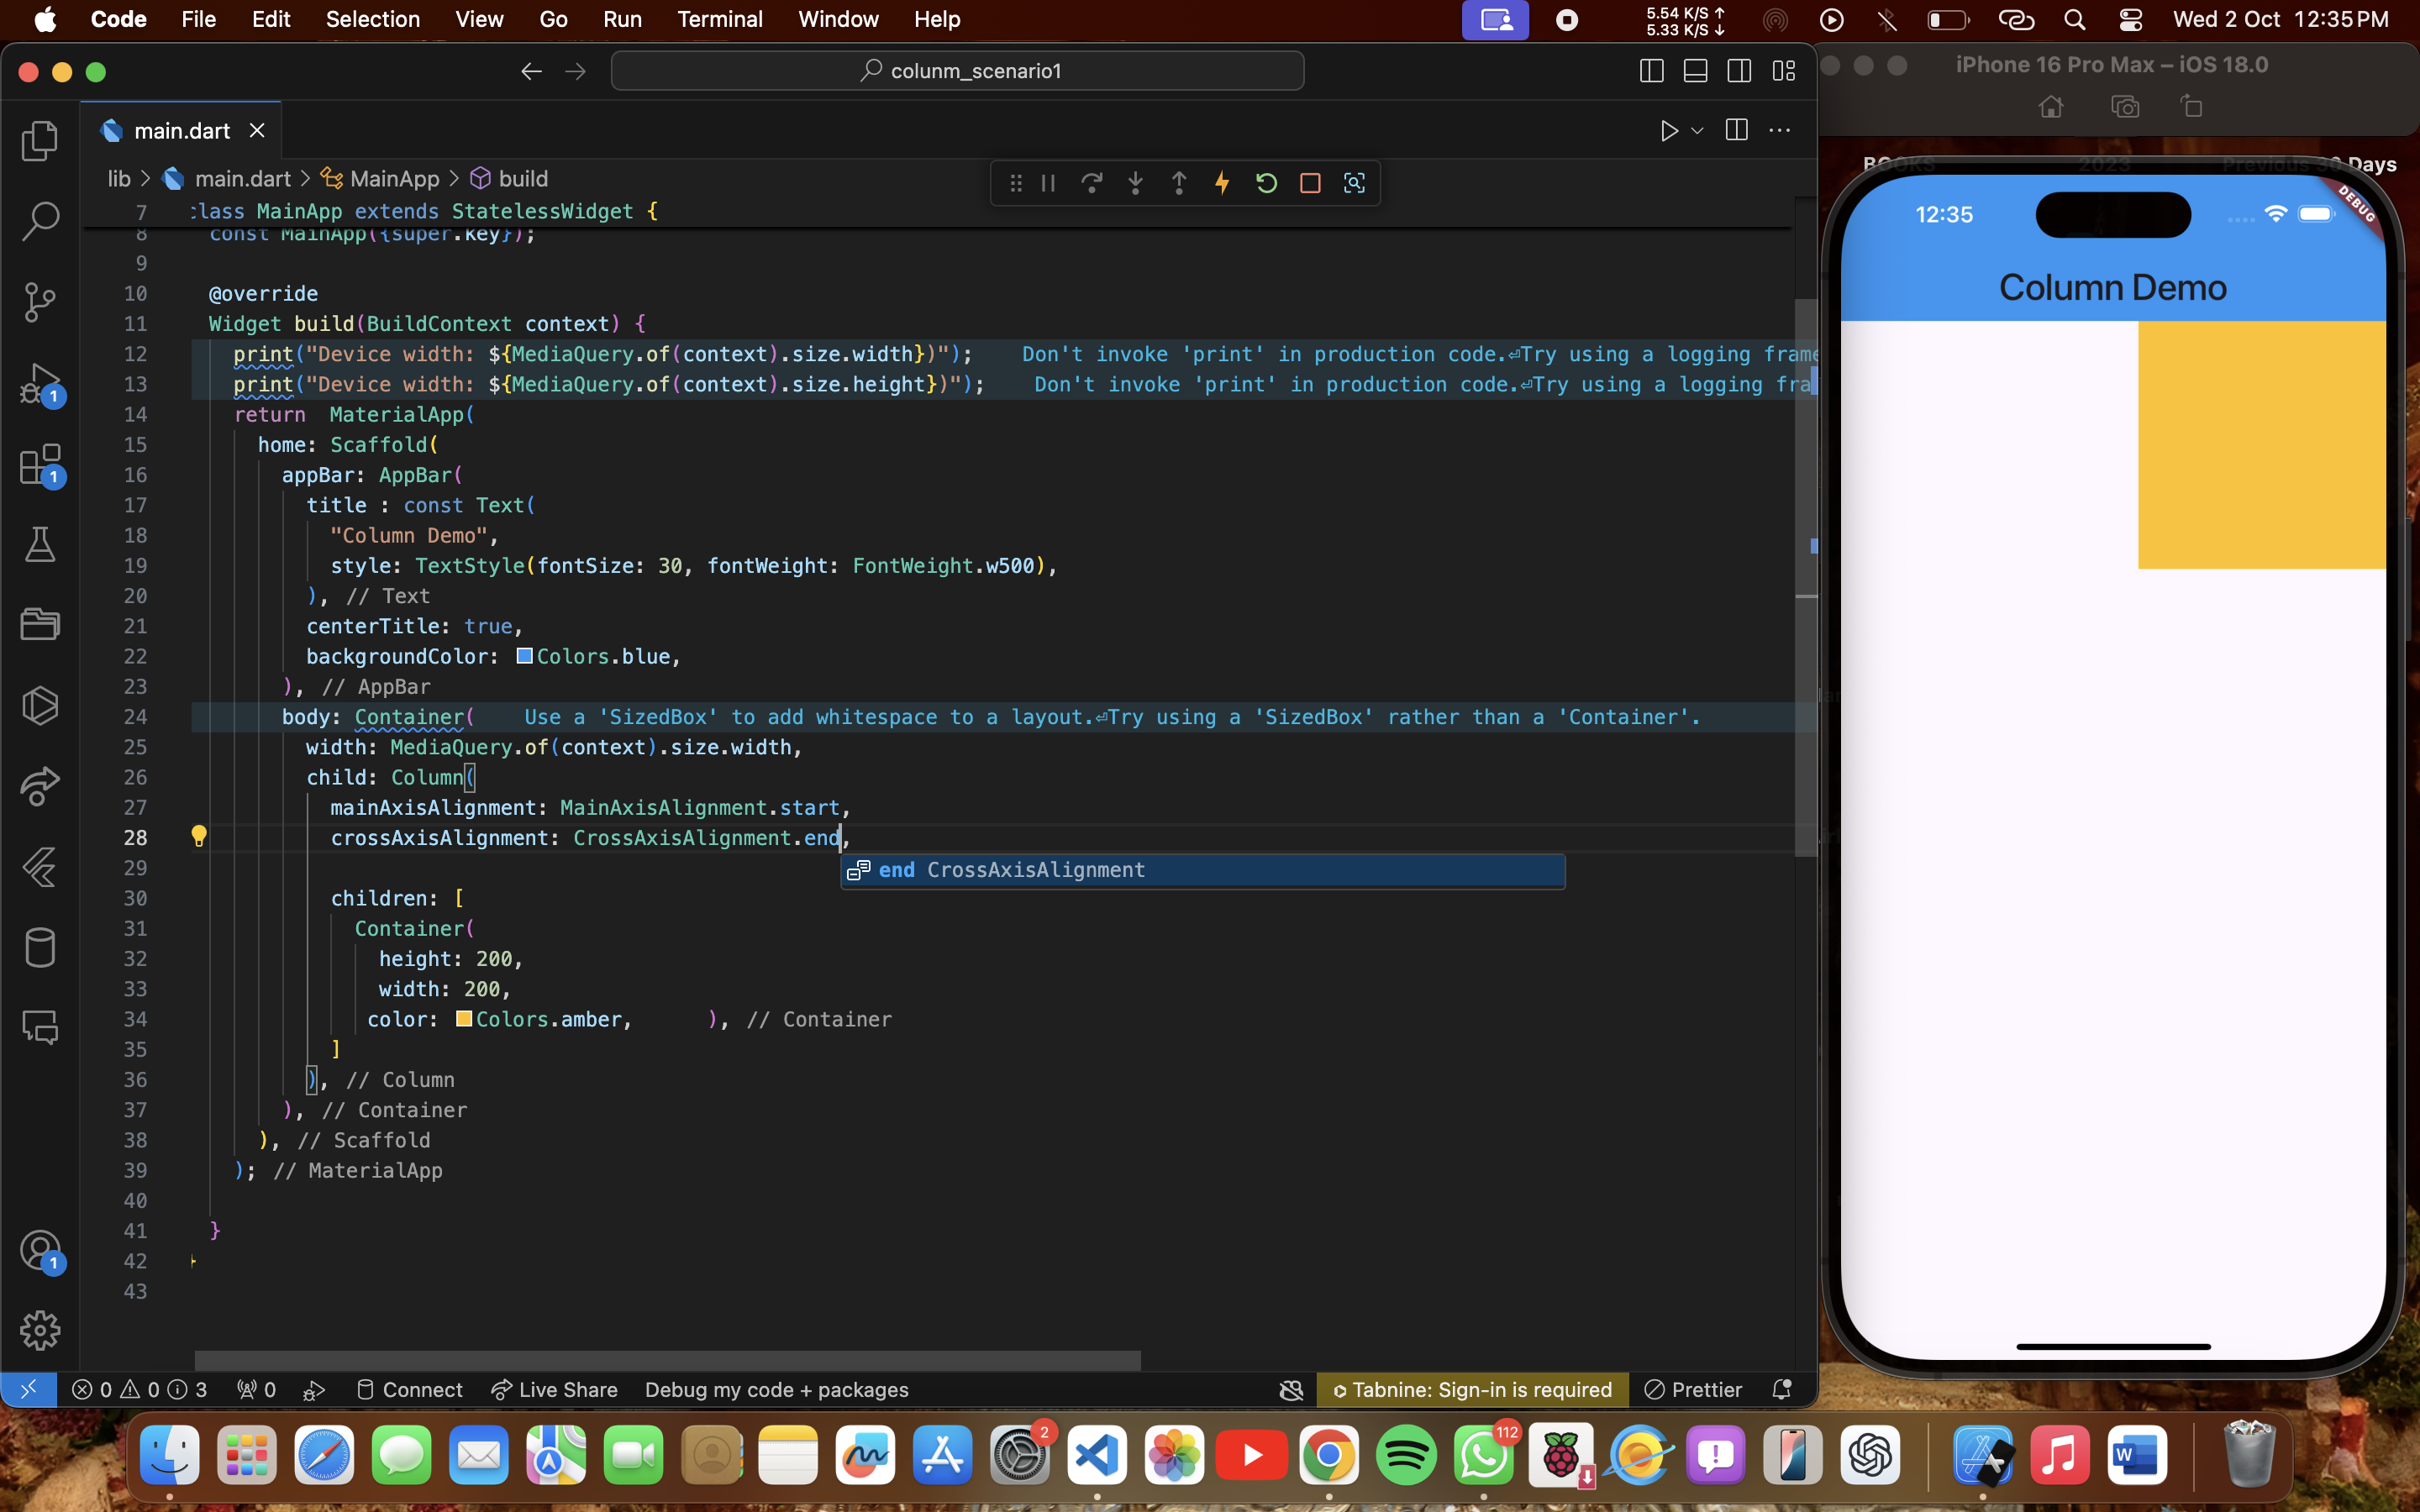 Code File Edit Selection View Go Run Terminal Window Help
5.54 K/S ↑
5.33 K/S ↓
Wed 2 Oct 12:35 PM
colunm_scenario1
main.dart
lib > main.dart > MainApp > build
7 class MainApp extends StatelessWidget {
8 const MainApp({super.key});
9
10 @override
11 Widget build(BuildContext context) {
12 print("Device width: ${MediaQuery.of(context).size.width})"); Don't invoke 'print' in production code.⏎Try using a logging frame
13 print("Device width: ${MediaQuery.of(context).size.height})"); Don't invoke 'print' in production code.⏎Try using a logging fra
14 return MaterialApp(
15 home: Scaffold(
16 appBar: AppBar(
17 title : const Text(
18 "Column Demo",
19 style: TextStyle(fontSize: 30, fontWeight: FontWeight.w500),
20 ), // Text
21 centerTitle: true,
22 backgroundColor: Colors.blue,
23 ), // AppBar
24 body: Container( Use a 'SizedBox' to add whitespace to a layout.⏎Try using a 'SizedBox' rather than a 'Container'.
25 width: MediaQuery.of(context).size.width,
26 child: Column(
27 mainAxisAlignment: MainAxisAlignment.start,
28 crossAxisAlignment: CrossAxisAlignment.end,
29
end CrossAxisAlignment
30 children: [
31 Container(
32 height: 200,
33 width: 200,
34 color: Colors.amber, ), // Container
35 ]
36 ), // Column
37 ), // Container
38 ), // Scaffold
39 ); // MaterialApp
40
41 }
42 }
43
1
1
1
0 0 3 0 Connect Live Share Debug my code + packages Tabnine: Sign-in is required Prettier
iPhone 16 Pro Max – iOS 18.0
BOOKS 2023 Previous 30 Days
12:35
DEBUG
Column Demo
2
112
W